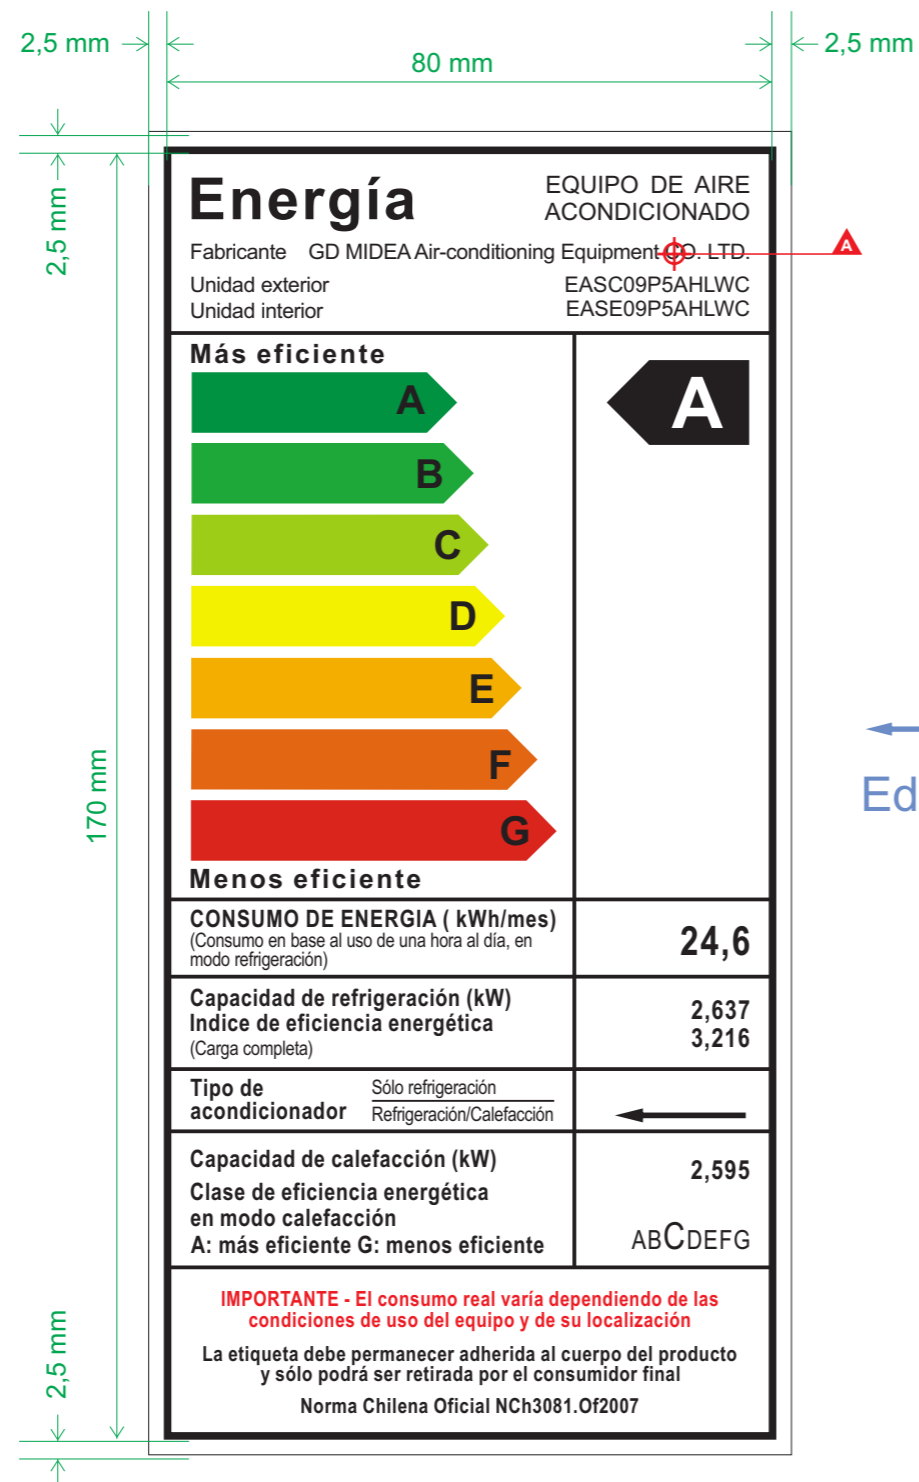 2,5 mm
2,5 mm
80 mm
2,5 mm
Energía
EQUIPO DE AIRE
ACONDICIONADO
Fabricante GD MIDEA Air-conditioning Equipment CO. LTD.
A
Unidad exterior EASC09P5AHLWC
Unidad interior EASE09P5AHLWC
Más eficiente
A
A
B
C
D
E
F
G
Menos eficiente
170 mm
Ed
CONSUMO DE ENERGIA ( kWh/mes)
(Consumo en base al uso de una hora al día, en
modo refrigeración)
24,6
Capacidad de refrigeración (kW) 2,637
Indice de eficiencia energética 3,216
(Carga completa)
Tipo de
acondicionador
Sólo refrigeración
Refrigeración/Calefacción
Capacidad de calefacción (kW) 2,595
Clase de eficiencia energética
en modo calefacción
A: más eficiente G: menos eficiente
ABCDEFG
IMPORTANTE - El consumo real varía dependiendo de las
condiciones de uso del equipo y de su localización
La etiqueta debe permanecer adherida al cuerpo del producto
y sólo podrá ser retirada por el consumidor final
Norma Chilena Oficial NCh3081.Of2007
2,5 mm